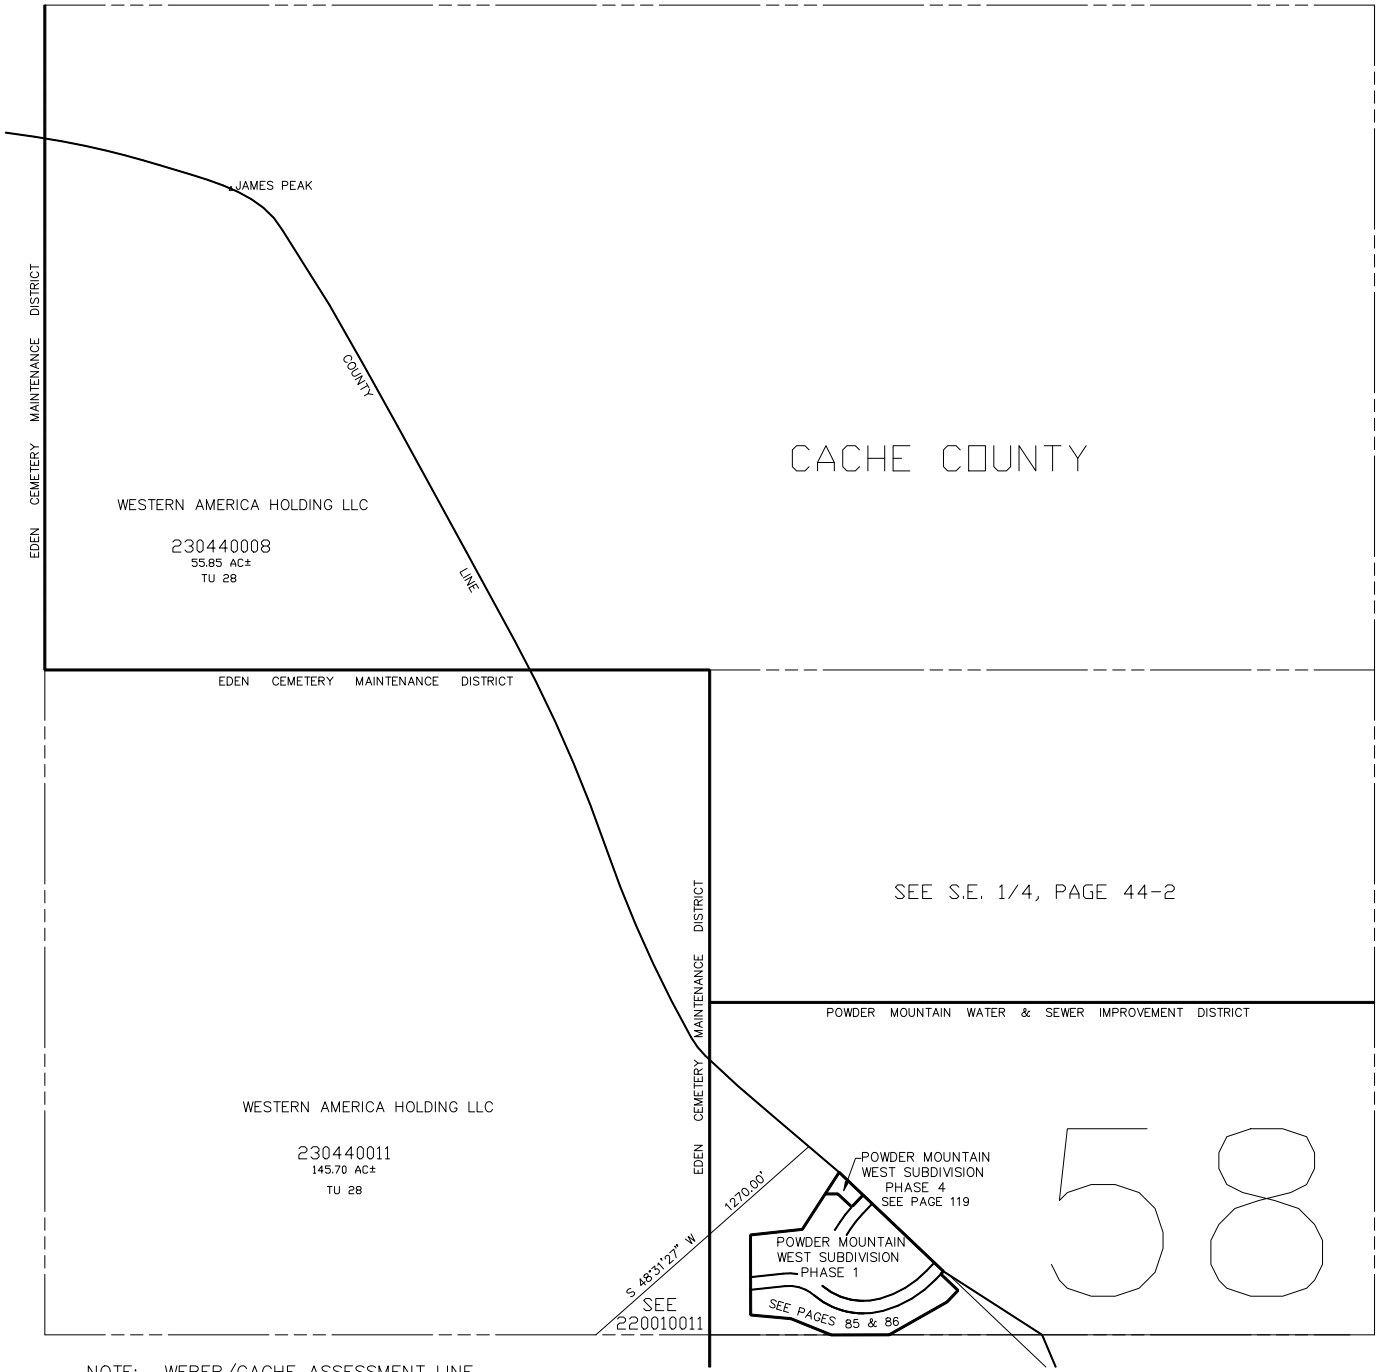 JAMES PEAK
EDEN CEMETERY MAINTENANCE DISTRICT
COUNTY
LINE
CACHE COUNTY
WESTERN AMERICA HOLDING LLC
230440008
55.85 AC±
TU 28
EDEN CEMETERY MAINTENANCE DISTRICT
SEE S.E. 1/4, PAGE 44-2
EDEN CEMETERY MAINTENANCE DISTRICT
POWDER MOUNTAIN WATER & SEWER IMPROVEMENT DISTRICT
WESTERN AMERICA HOLDING LLC
230440011
145.70 AC±
TU 28
58
POWDER MOUNTAIN
WEST SUBDIVISION
PHASE 4
SEE PAGE 119
S 48°31'27" W 1270.00'
POWDER MOUNTAIN
WEST SUBDIVISION
PHASE 1
SEE PAGES 85 & 86
SEE
220010011
NOTE: WEBER/CACHE ASSESSMENT LINE